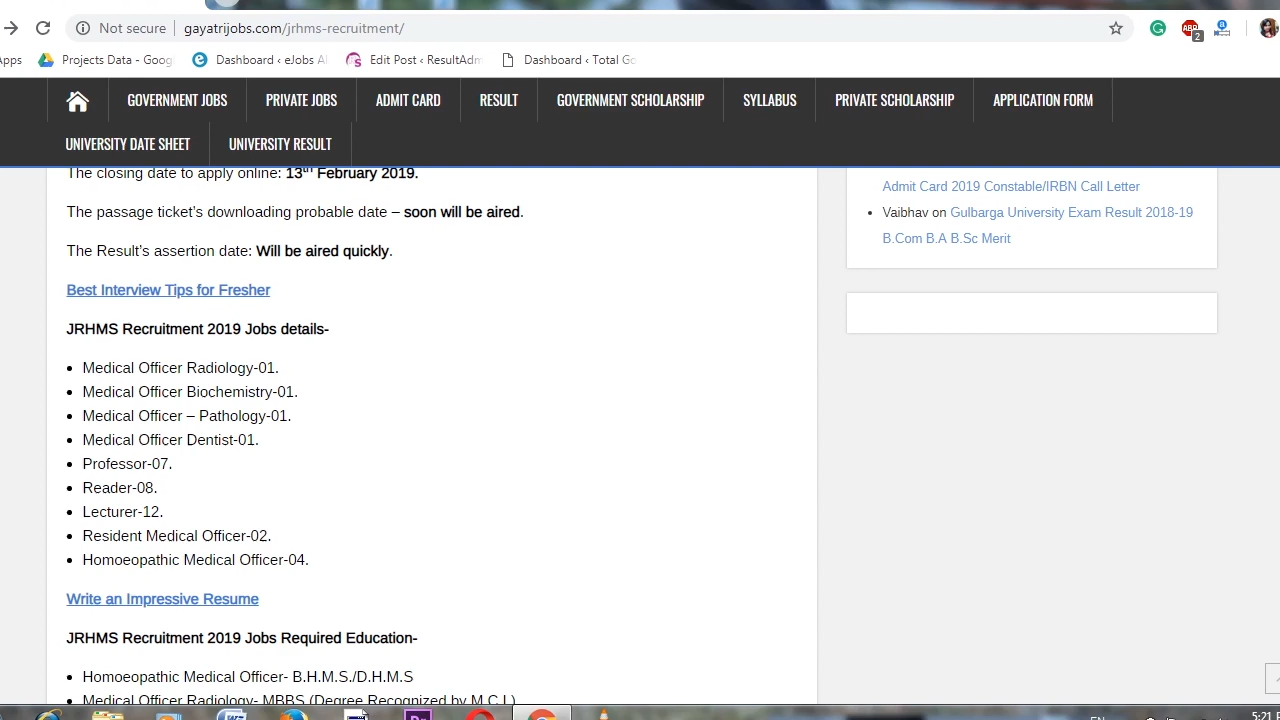 Not secure
gayatrijobs.com/jrhms-recruitment/
ABP
2
Projects Data - Goog
Dashboard ‹ eJobs Al
Edit Post ‹ ResultAdm
Dashboard ‹ Total Go
GOVERNMENT JOBS
PRIVATE JOBS
ADMIT CARD
RESULT
GOVERNMENT SCHOLARSHIP
SYLLABUS
PRIVATE SCHOLARSHIP
APPLICATION FORM
UNIVERSITY DATE SHEET
UNIVERSITY RESULT
The closing date to apply online: 13th February 2019.
The passage ticket's downloading probable date – soon will be aired.
The Result's assertion date: Will be aired quickly.
Best Interview Tips for Fresher
JRHMS Recruitment 2019 Jobs details-
Medical Officer Radiology-01.
Medical Officer Biochemistry-01.
Medical Officer – Pathology-01.
Medical Officer Dentist-01.
Professor-07.
Reader-08.
Lecturer-12.
Resident Medical Officer-02.
Homoeopathic Medical Officer-04.
Write an Impressive Resume
JRHMS Recruitment 2019 Jobs Required Education-
Homoeopathic Medical Officer- B.H.M.S./D.H.M.S
Medical Officer Radiology- MBBS (Degree Recognized by M.C.I.)
Admit Card 2019 Constable/IRBN Call Letter
Vaibhav on Gulbarga University Exam Result 2018-19
B.Com B.A B.Sc Merit
EN
5:21